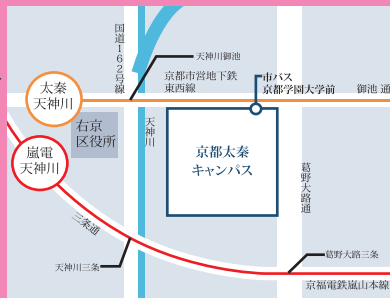 国道162号線
天神川御池
京都市営地下鉄
東西線
市バス
京都学園大学前
御池 通
太秦
天神川
右京
区役所
天神川
嵐電
天神川
京都太秦
キャンパス
葛野大路通
三条通
天神川三条
葛野大路三条
京福電鉄嵐山本線